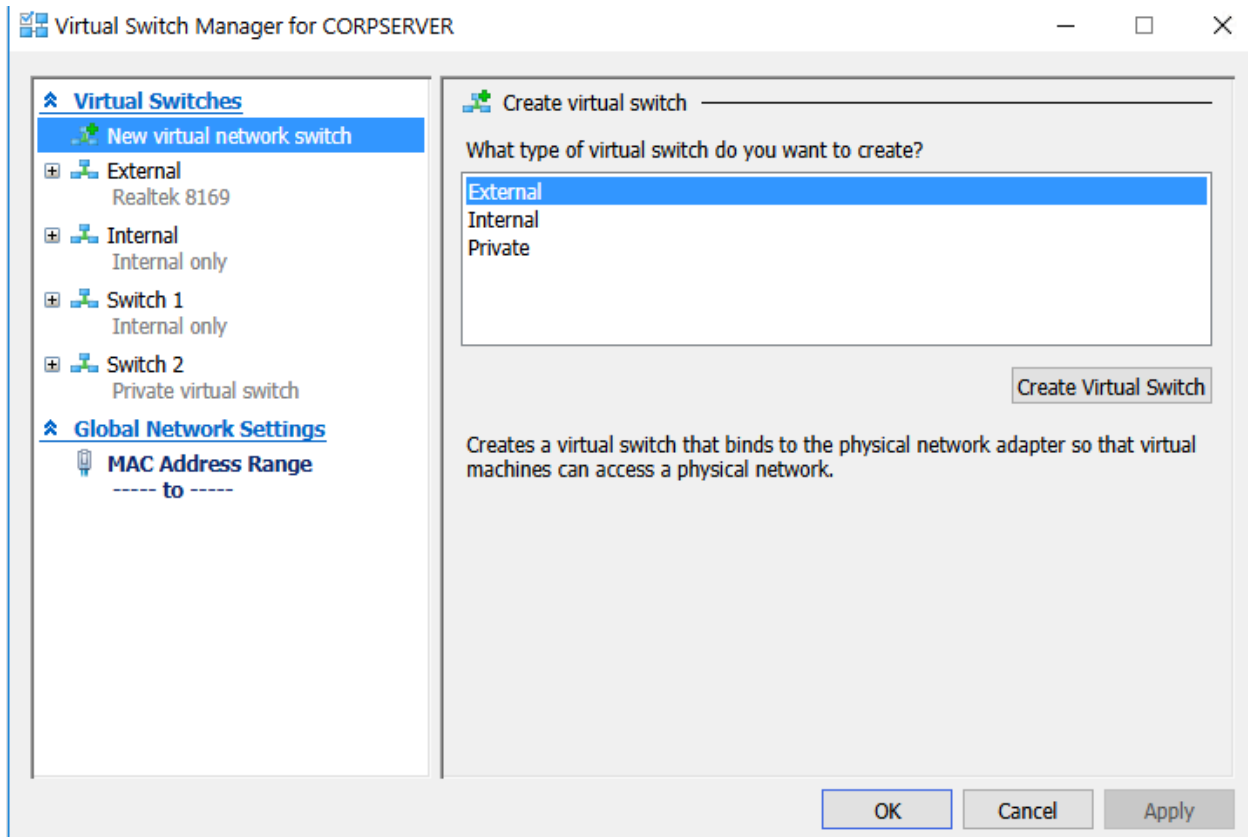 Virtual Switch Manager for CORPSERVER
Virtual Switches
New virtual network switch
External
Realtek 8169
Internal
Internal only
Switch 1
Internal only
Switch 2
Private virtual switch
Global Network Settings
MAC Address Range
----- to -----
Create virtual switch
What type of virtual switch do you want to create?
External
Internal
Private
Create Virtual Switch
Creates a virtual switch that binds to the physical network adapter so that virtual
machines can access a physical network.
OK
Cancel
Apply